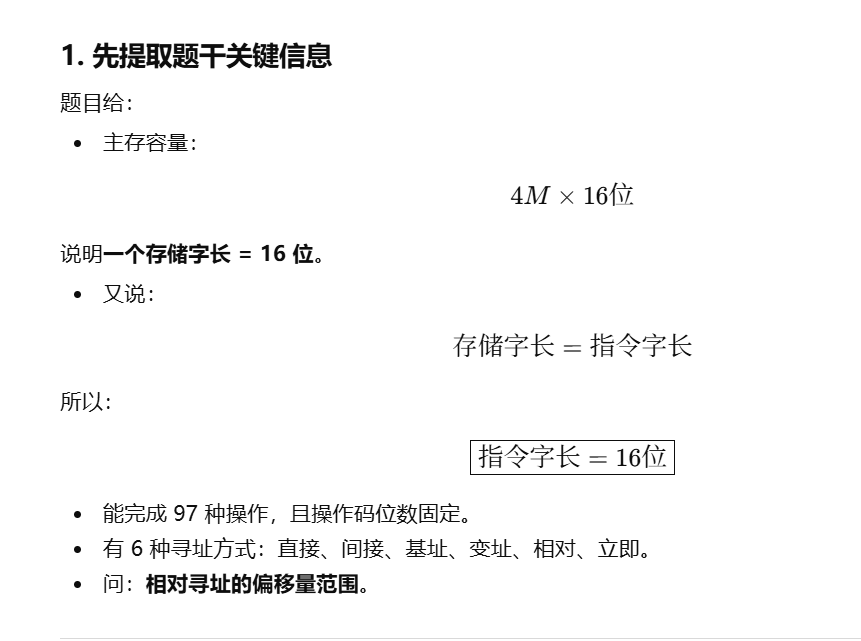 1. 先提取题干关键信息
题目给：
• 主存容量：
4M × 16位
说明一个存储字长 = 16 位。
• 又说：
存储字长 = 指令字长
所以：
指令字长 = 16位
• 能完成 97 种操作，且操作码位数固定。
• 有 6 种寻址方式：直接、间接、基址、变址、相对、立即。
• 问：相对寻址的偏移量范围。